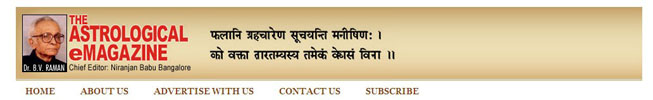 THE
ASTROLOGICAL
eMAGAZINE
Dr. B.V. RAMAN Chief Editor: Niranjan Babu Bangalore
फलानि ग्रहचारेण सूचयन्ति मनीषिणः ।
को वक्ता तारतम्यस्य तमेकं वेधसं विना ।।
HOME ABOUT US ADVERTISE WITH US CONTACT US SUBSCRIBE